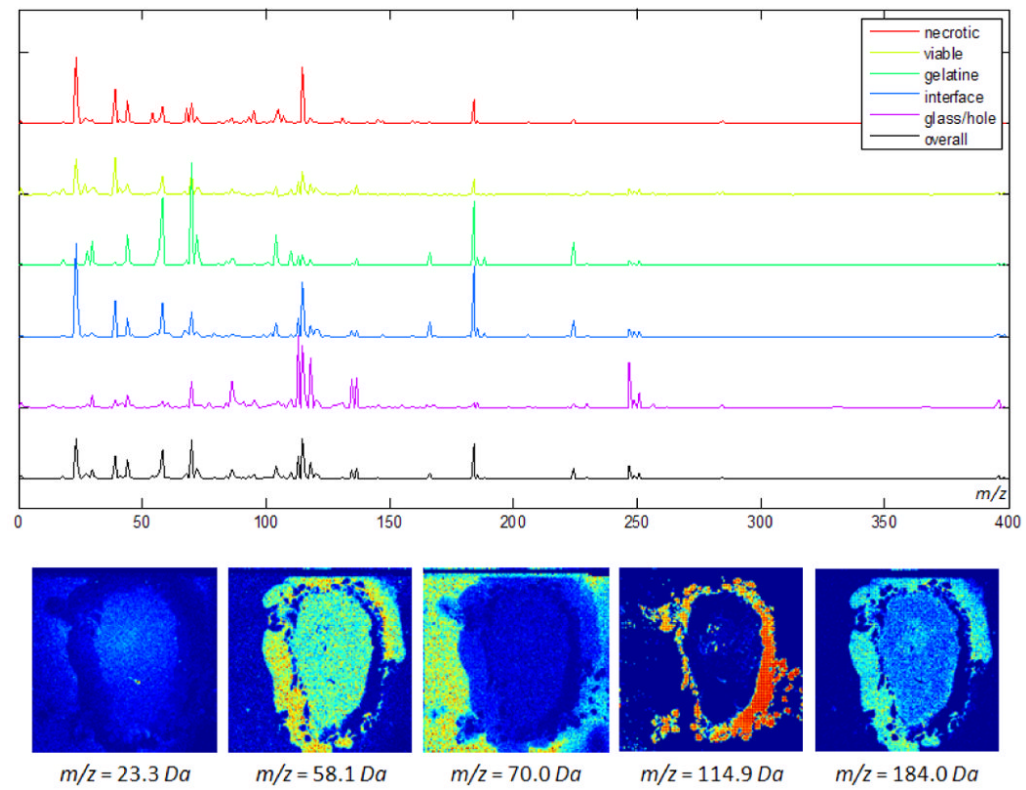 necrotic
viable
gelatine
interface
glass/hole
overall
m/z
0 50 100 150 200 250 300 350 400
m/z = 23.3 Da m/z = 58.1 Da m/z = 70.0 Da m/z = 114.9 Da m/z = 184.0 Da